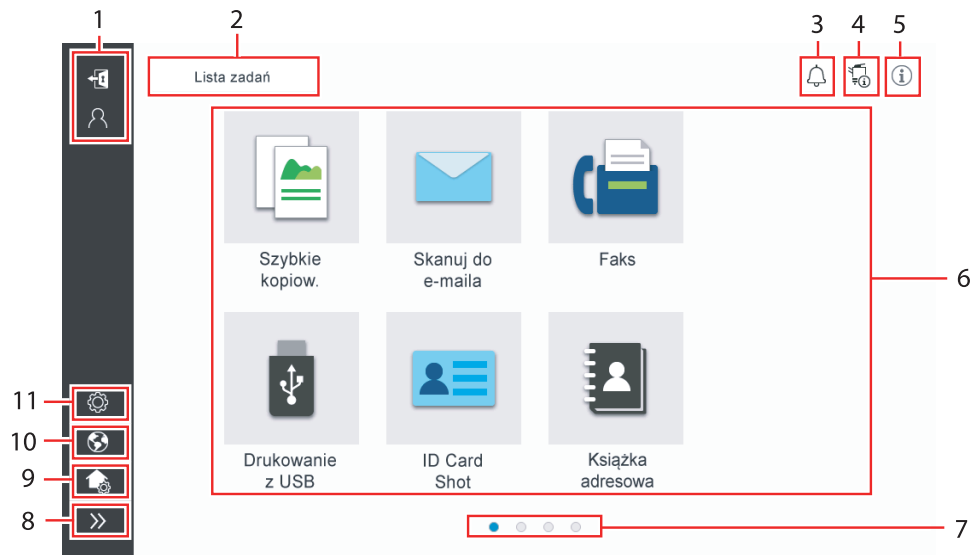 1
2
3
4
5
Lista zadań
Szybkie
kopiow.
Skanuj do
e-maila
Faks
6
Drukowanie
z USB
ID Card
Shot
Książka
adresowa
11
10
9
8
7